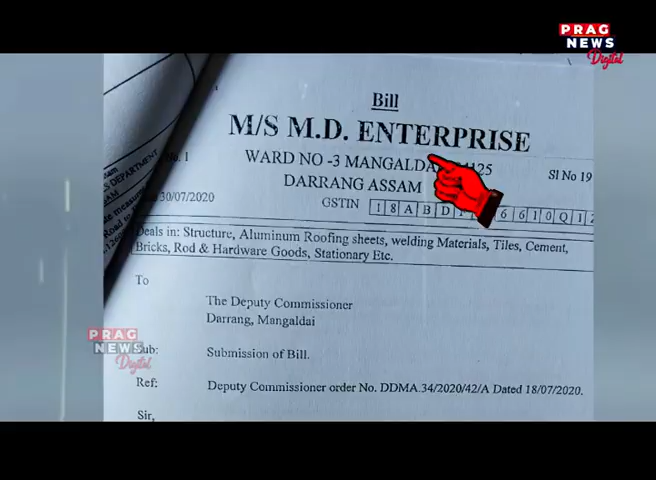 PRAG
NEWS
Digital
Bill
M/S M.D. ENTERPRISE
WARD NO -3 MANGALDA 125
Sl No 19
DARRANG ASSAM
30/07/2020
GSTIN 18ABD 6610Q1
Deals in: Structure, Aluminum Roofing sheets, welding Materials, Tiles, Cement,
Bricks, Rod & Hardware Goods, Stationary Etc.
To
The Deputy Commissioner
Darrang, Mangaldai
PRAG
NEWS
Digital
Sub: Submission of Bill.
Ref: Deputy Commissioner order No. DDMA.34/2020/42/A Dated 18/07/2020.
Sir,